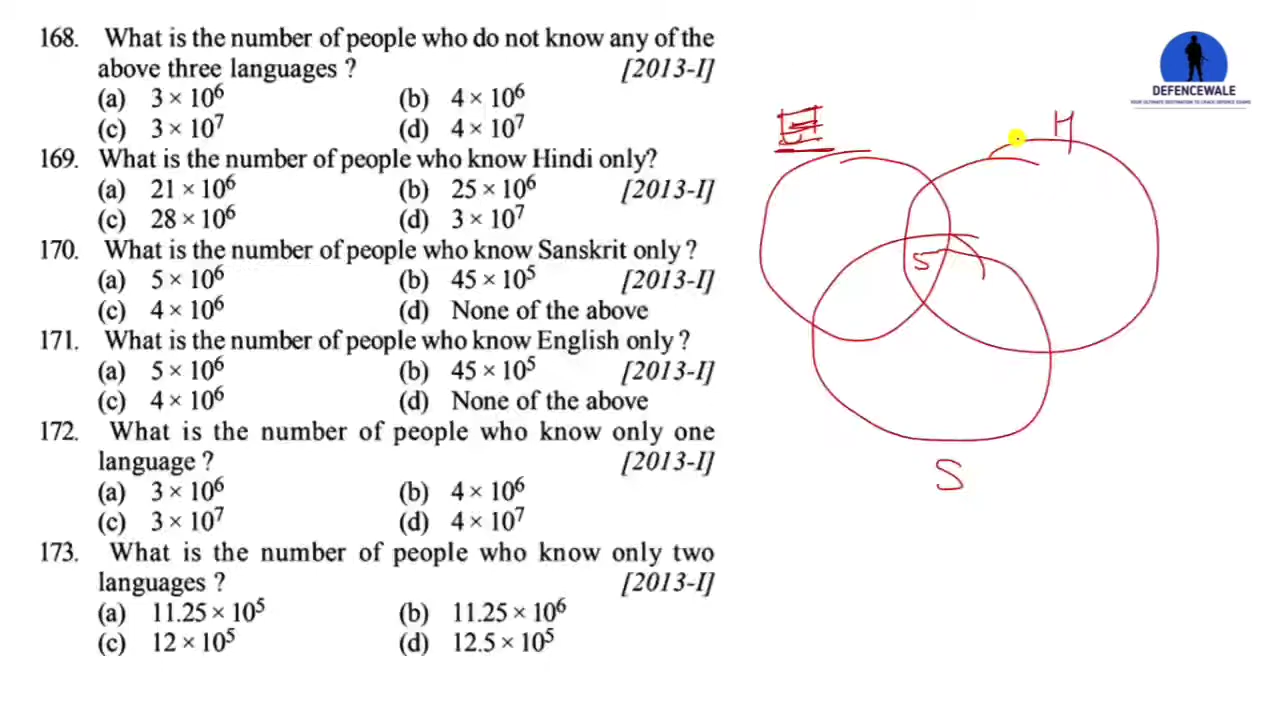 168. What is the number of people who do not know any of the
above three languages ? [2013-I]
(a) 3 × 10⁶ (b) 4 × 10⁶
(c) 3 × 10⁷ (d) 4 × 10⁷
169. What is the number of people who know Hindi only?
(a) 21 × 10⁶ (b) 25 × 10⁶ [2013-I]
(c) 28 × 10⁶ (d) 3 × 10⁷
170. What is the number of people who know Sanskrit only ?
(a) 5 × 10⁶ (b) 45 × 10⁵ [2013-I]
(c) 4 × 10⁶ (d) None of the above
171. What is the number of people who know English only ?
(a) 5 × 10⁶ (b) 45 × 10⁵ [2013-I]
(c) 4 × 10⁶ (d) None of the above
172. What is the number of people who know only one
language ? [2013-I]
(a) 3 × 10⁶ (b) 4 × 10⁶
(c) 3 × 10⁷ (d) 4 × 10⁷
173. What is the number of people who know only two
languages ? [2013-I]
(a) 11.25 × 10⁵ (b) 11.25 × 10⁶
(c) 12 × 10⁵ (d) 12.5 × 10⁵
DEFENCEWALE
YOUR ULTIMATE DESTINATION TO CRACK DEFENCE EXAMS
E H
5
S